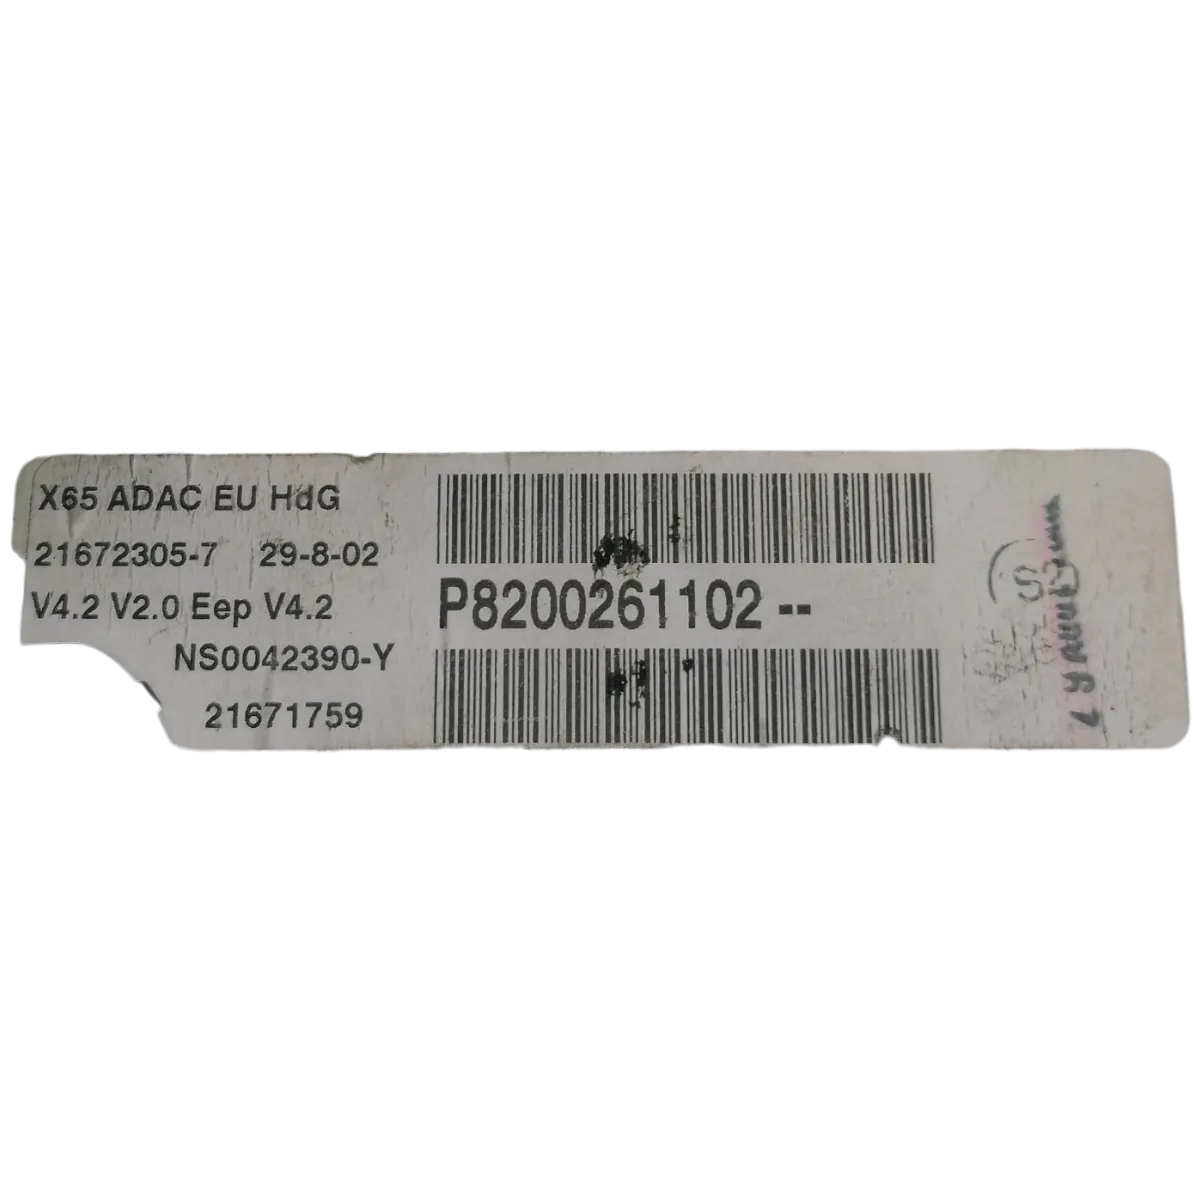 X65 ADAC EU HdG
21672305-7 29-8-02
V4.2 V2.0 Eep V4.2
NS0042390-Y
21671759
P8200261102 --
S